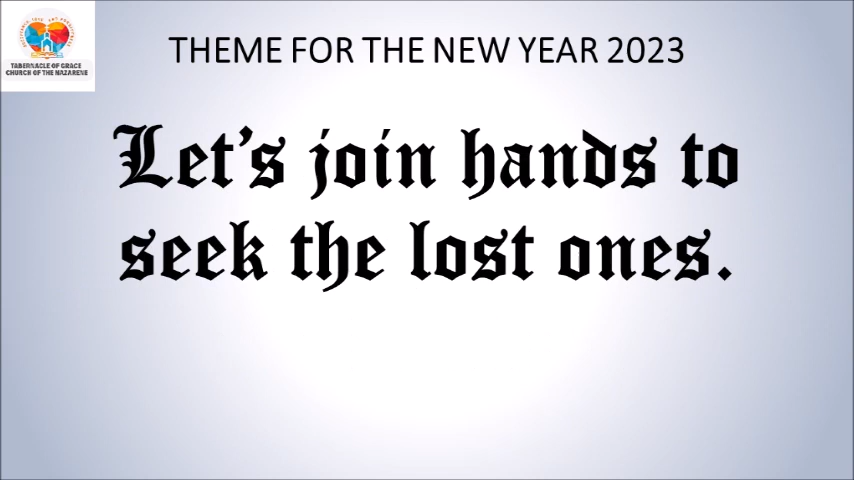 TABERNACLE OF GRACE
CHURCH OF THE NAZARENE
THEME FOR THE NEW YEAR 2023
Let's join hands to
seek the lost ones.